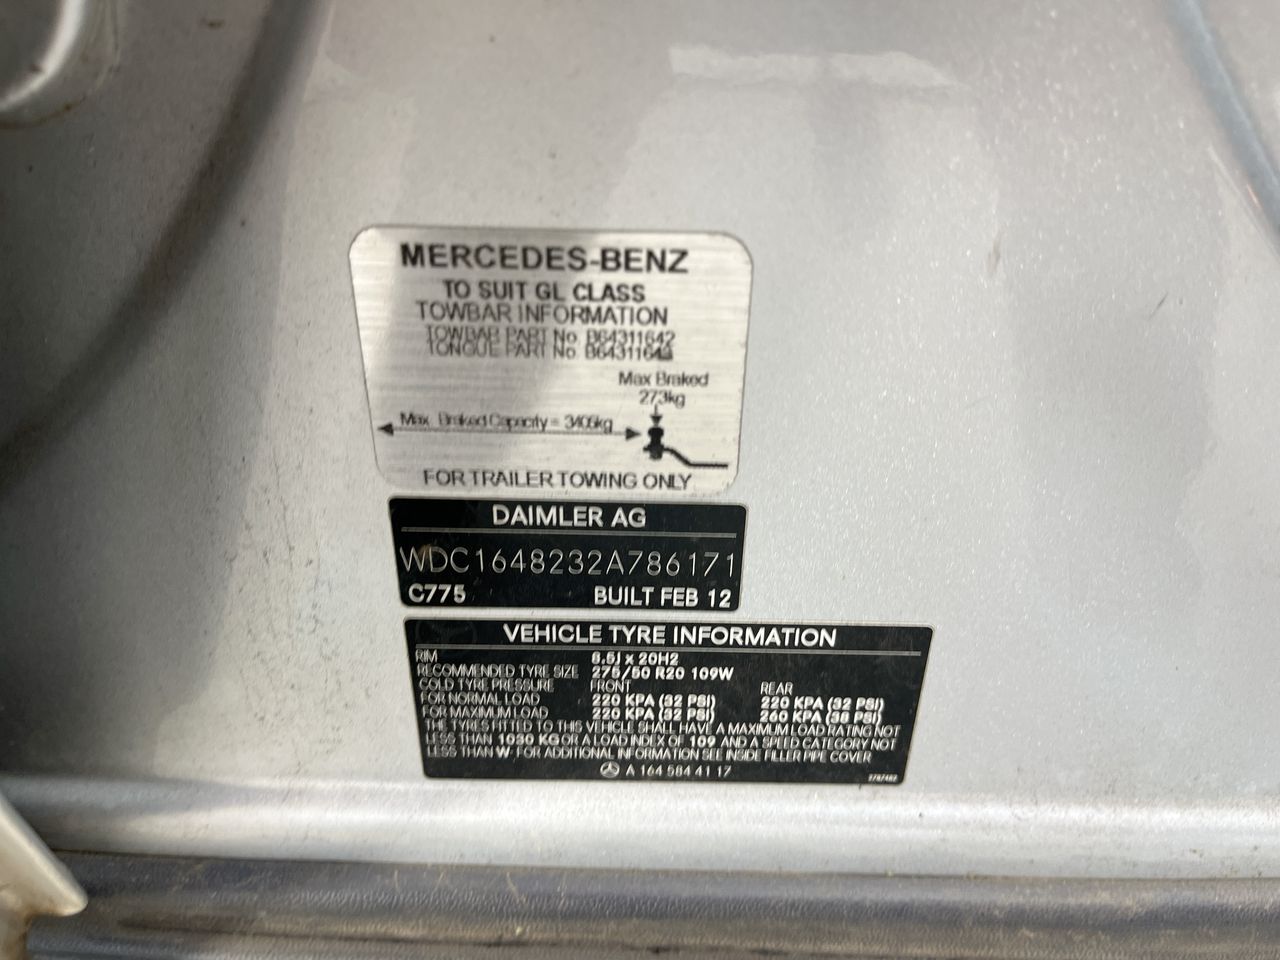 MERCEDES-BENZ
TO SUIT GL CLASS
TOWBAR INFORMATION
TOWBAR PART No. B64311642
TONGUE PART No. B64311643
Max Braked
273kg
Max. Braked Capacity = 3405kg
FOR TRAILER TOWING ONLY
DAIMLER AG
WDC1648232A786171
C775 BUILT FEB 12
VEHICLE TYRE INFORMATION
RIM 8.5J x 20H2
RECOMMENDED TYRE SIZE 275/50 R20 109W
COLD TYRE PRESSURE FRONT REAR
FOR NORMAL LOAD 220 KPA (32 PSI) 220 KPA (32 PSI)
FOR MAXIMUM LOAD 220 KPA (32 PSI) 260 KPA (38 PSI)
THE TYRES FITTED TO THIS VEHICLE SHALL HAVE A MAXIMUM LOAD RATING NOT
LESS THAN 1030 KG OR A LOAD INDEX OF 109 AND A SPEED CATEGORY NOT
LESS THAN W FOR ADDITIONAL INFORMATION SEE INSIDE FILLER PIPE COVER
A 164 584 41 17